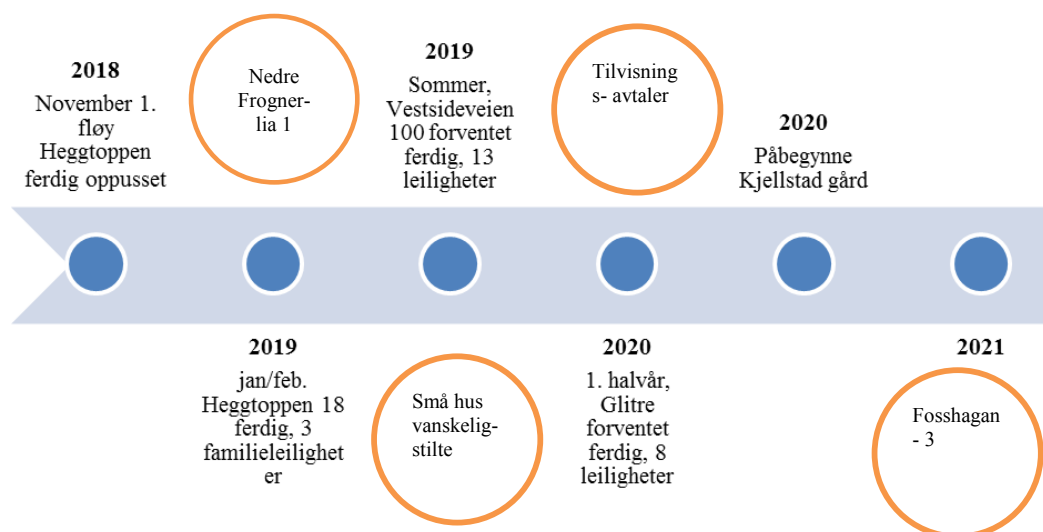 2018
November 1.
fløy
Heggtoppen
ferdig oppusset
Nedre
Frogner-
lia 1
2019
Sommer,
Vestsideveien
100 forventet
ferdig, 13
leiligheter
Tilvisning
s- avtaler
2020
Påbegynne
Kjellstad gård
2019
jan/feb.
Heggtoppen 18
ferdig, 3
familieleilighet
er
Små hus
vanskelig-
stilte
2020
1. halvår,
Glitre
forventet
ferdig, 8
leiligheter
2021
Fosshagan
- 3